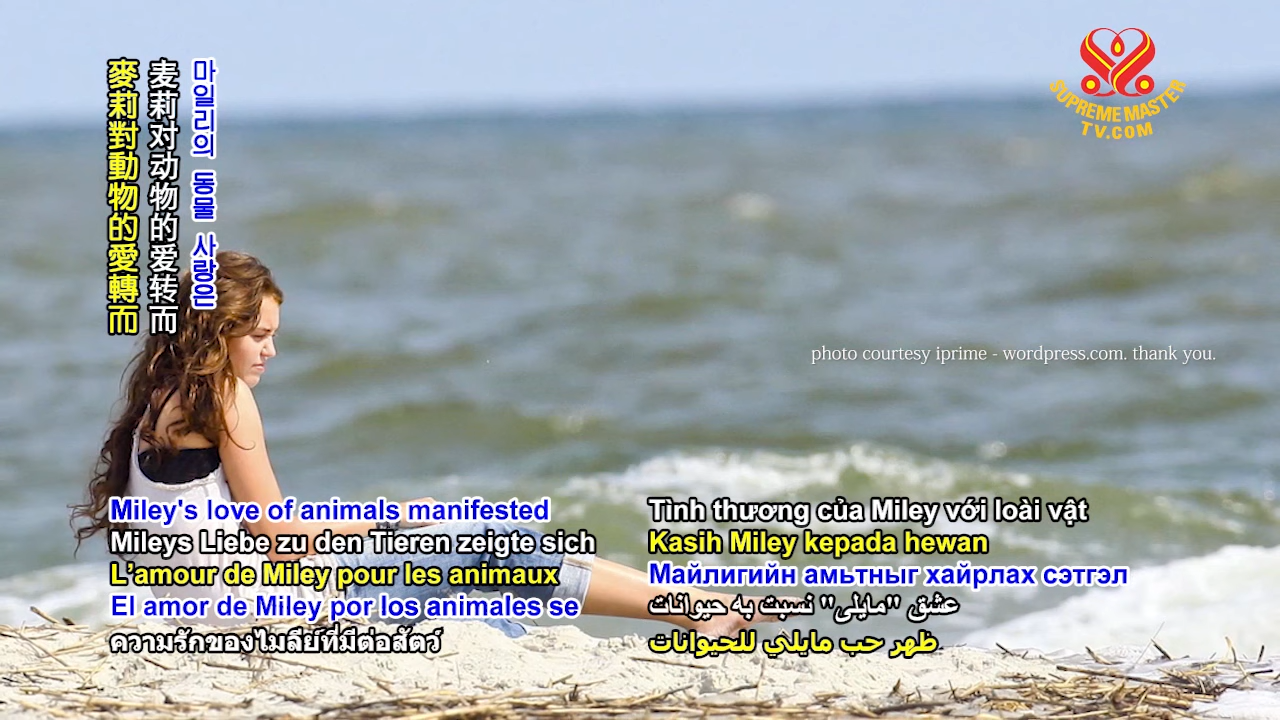 麥莉對動物的愛轉而
麦莉对动物的爱转而
마일리의 동물 사랑은
SUPREME MASTER
TV.COM
photo courtesy iprime - wordpress.com. thank you.
Miley's love of animals manifested
Mileys Liebe zu den Tieren zeigte sich
L’amour de Miley pour les animaux
El amor de Miley por los animales se
ความรักของไมลีย์ที่มีต่อสัตว์
Tình thương của Miley với loài vật
Kasih Miley kepada hewan
Майлигийн амьтныг хайрлах сэтгэл
عشق "مایلی" نسبت به حیوانات
ظهر حب مايلي للحيوانات